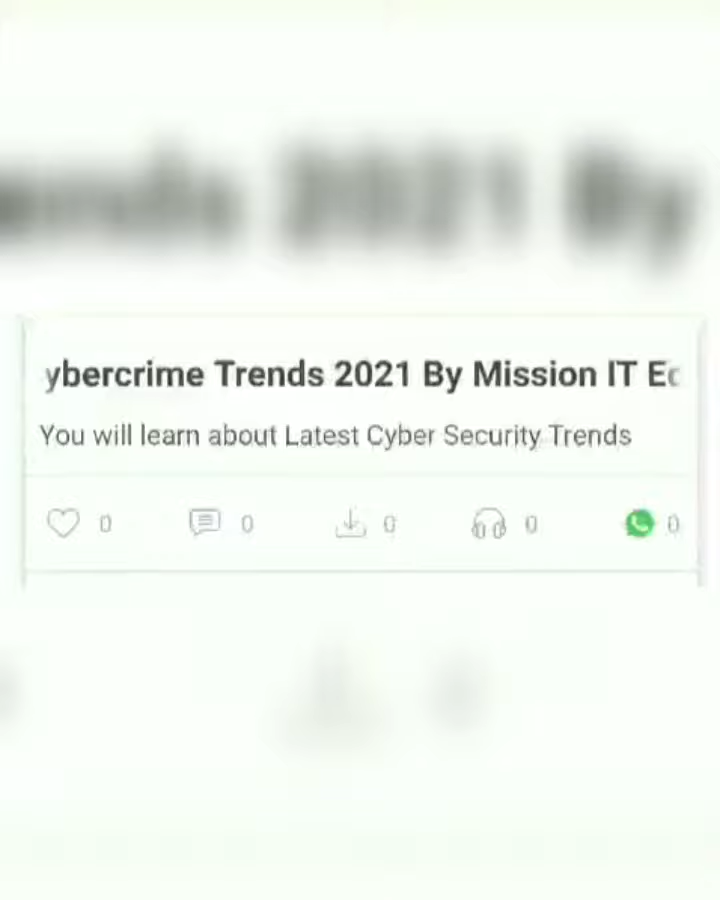 ybercrime Trends 2021 By Mission IT Ec
You will learn about Latest Cyber Security Trends
0 0 0 0 0